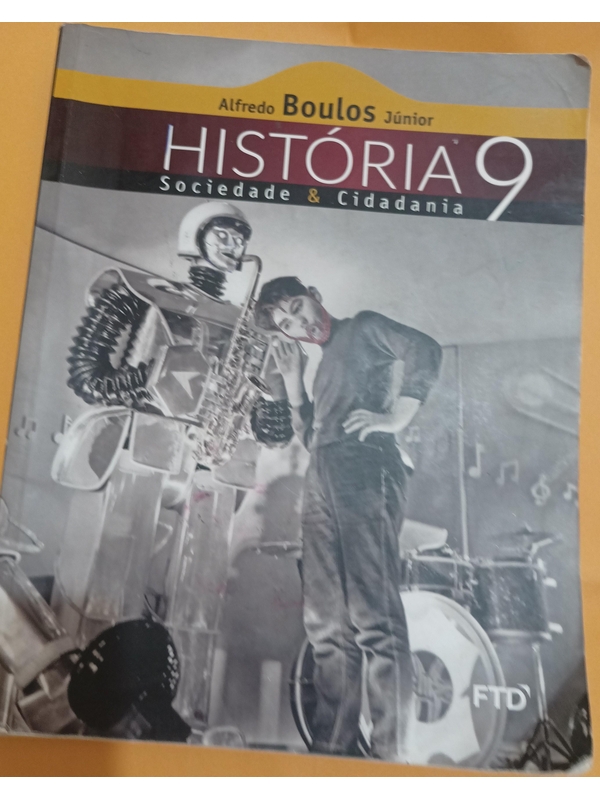 Alfredo Boulos Júnior
HISTÓRIA 9
Sociedade & Cidadania
FTD